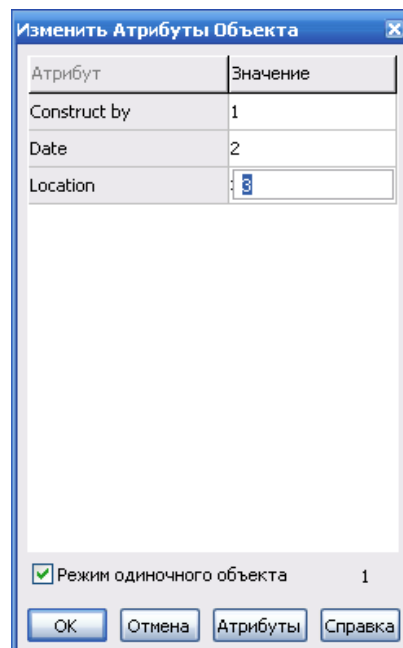 Изменить Атрибуты Объекта
Атрибут Значение
Construct by 1
Date 2
Location 3
Режим одиночного объекта 1
OK Отмена Атрибуты Справка